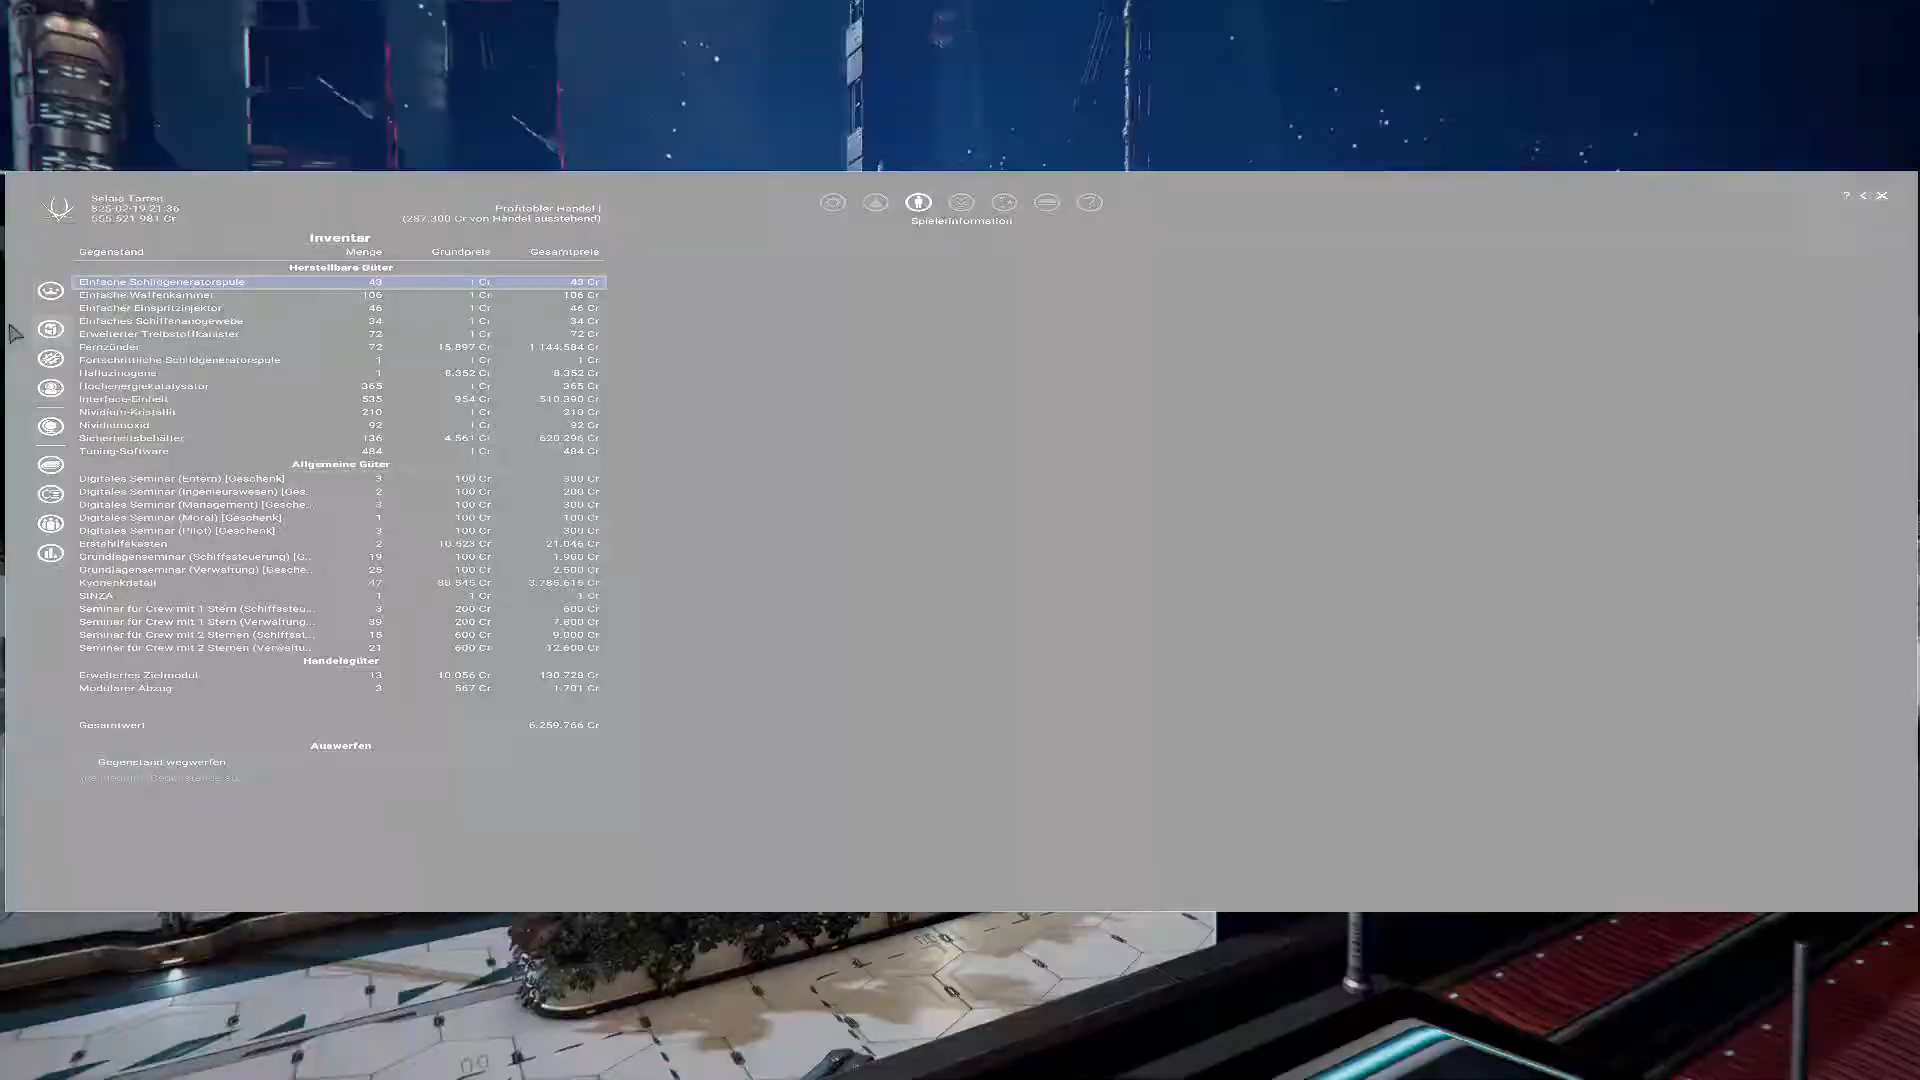 Selaia Tarren
825-02-19 21:36
555.521.981 Cr
Profitabler Handel |
(287.300 Cr von Handel ausstehend)
Spielerinformation
? < X
Inventar
Gegenstand Menge Grundpreis Gesamtpreis
Herstellbare Güter
Einfache Schildgeneratorspule 43 1 Cr 43 Cr
Einfache Waffenkammer 106 1 Cr 106 Cr
Einfacher Einspritzinjektor 46 1 Cr 46 Cr
Einfaches Schiffsnanogewebe 34 1 Cr 34 Cr
Erweiterter Treibstoffkanister 72 1 Cr 72 Cr
Fernzünder 72 15.897 Cr 1.144.584 Cr
Fortschrittliche Schildgeneratorspule 1 1 Cr 1 Cr
Halluzinogene 1 8.352 Cr 8.352 Cr
Hochenergiekatalysator 365 1 Cr 365 Cr
Interface-Einheit 535 954 Cr 510.390 Cr
Nividium-Kristallit 210 1 Cr 210 Cr
Nividiumoxid 92 1 Cr 92 Cr
Sicherheitsbehälter 136 4.561 Cr 620.296 Cr
Tuning-Software 484 1 Cr 484 Cr
Allgemeine Güter
Digitales Seminar (Entern) [Geschenk] 3 100 Cr 300 Cr
Digitales Seminar (Ingenieurswesen) [Ges... 2 100 Cr 200 Cr
Digitales Seminar (Management) [Gesche... 3 100 Cr 300 Cr
Digitales Seminar (Moral) [Geschenk] 1 100 Cr 100 Cr
Digitales Seminar (Pilot) [Geschenk] 3 100 Cr 300 Cr
Erstehilfekasten 2 10.523 Cr 21.046 Cr
Grundlagenseminar (Schiffssteuerung) [G... 19 100 Cr 1.900 Cr
Grundlagenseminar (Verwaltung) [Gesche... 25 100 Cr 2.500 Cr
Kyonenkristall 47 80.545 Cr 3.785.615 Cr
SINZA 1 1 Cr 1 Cr
Seminar für Crew mit 1 Stern (Schiffssteu... 3 200 Cr 600 Cr
Seminar für Crew mit 1 Stern (Verwaltung... 39 200 Cr 7.800 Cr
Seminar für Crew mit 2 Sternen (Schiffsst... 15 600 Cr 9.000 Cr
Seminar für Crew mit 2 Sternen (Verwaltu... 21 600 Cr 12.600 Cr
Handelsgüter
Erweitertes Zielmodul 13 10.056 Cr 130.728 Cr
Modularer Abzug 3 567 Cr 1.701 Cr
Gesamtwert 6.259.766 Cr
Auswerfen
Gegenstand wegwerfen